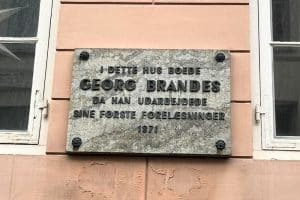 I DETTE HUS BOEDE
GEORG BRANDES
DA HAN UDARBEJDEDE
SINE FØRSTE FORELÆSNINGER
1871